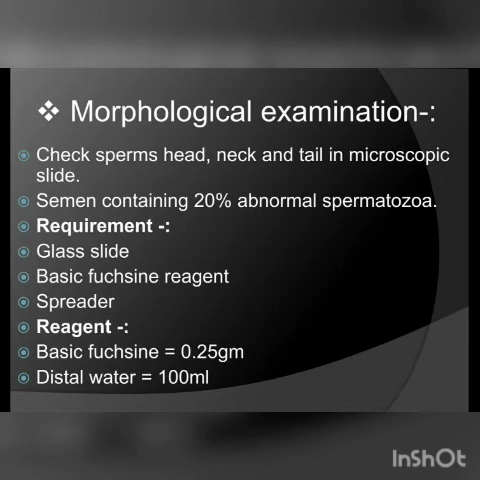 ❖ Morphological examination-:
Check sperms head, neck and tail in microscopic
slide.
Semen containing 20% abnormal spermatozoa.
Requirement -:
Glass slide
Basic fuchsine reagent
Spreader
Reagent -:
Basic fuchsine = 0.25gm
Distal water = 100ml
InShOt